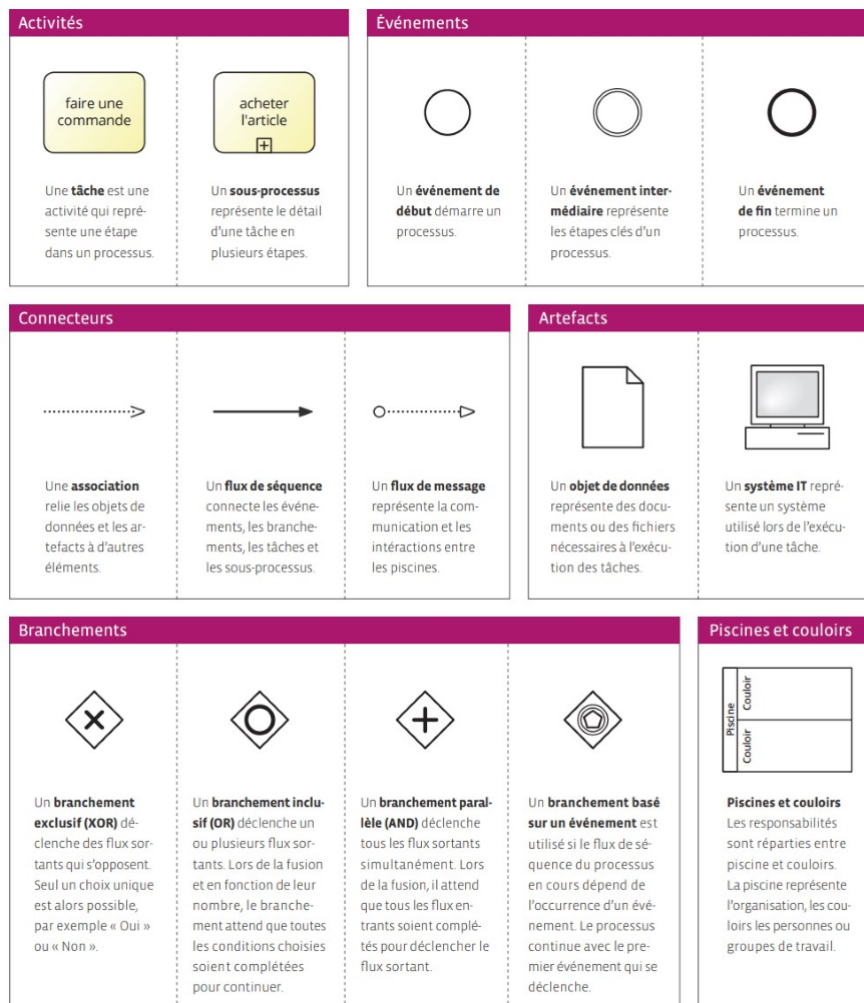 Activités
faire une
commande
Une tâche est une
activité qui repré-
sente une étape
dans un processus.
acheter
l'article
Un sous-processus
représente le détail
d'une tâche en
plusieurs étapes.
Événements
Un événement de
début démarre un
processus.
Un événement inter-
médiaire représente
les étapes clés d'un
processus.
Un événement
de fin termine un
processus.
Connecteurs
Une association
relie les objets de
données et les ar-
tefacts à d'autres
éléments.
Un flux de séquence
connecte les événe-
ments, les branche-
ments, les tâches et
les sous-processus.
Un flux de message
représente la com-
munication et les
intéractions entre
les piscines.
Artefacts
Un objet de données
représente des docu-
ments ou des fichiers
nécessaires à l'exécu-
tion des tâches.
Un système IT repré-
sente un système
utilisé lors de l'exécu-
tion d'une tâche.
Branchements
Un branchement
exclusif (XOR) dé-
clenche des flux sor-
tants qui s'opposent.
Seul un choix unique
est alors possible,
par exemple « Oui »
ou « Non ».
Un branchement inclu-
sif (OR) déclenche un
ou plusieurs flux sor-
tants. Lors de la fusion
et en fonction de leur
nombre, le branche-
ment attend que toutes
les conditions choisies
soient complétées
pour continuer.
Un branchement paral-
lèle (AND) déclenche
tous les flux sortants
simultanément. Lors
de la fusion, il attend
que tous les flux en-
trants soient complé-
tés pour déclencher le
flux sortant.
Un branchement basé
sur un événement est
utilisé si le flux de sé-
quence du processus
en cours dépend de
l'occurrence d'un évé-
nement. Le processus
continue avec le pre-
mier événement qui se
déclenche.
Piscines et couloirs
Piscine
Couloir
Couloir
Piscines et couloirs
Les responsabilités
sont réparties entre
piscine et couloirs.
La piscine représente
l'organisation, les cou-
loirs les personnes ou
groupes de travail.